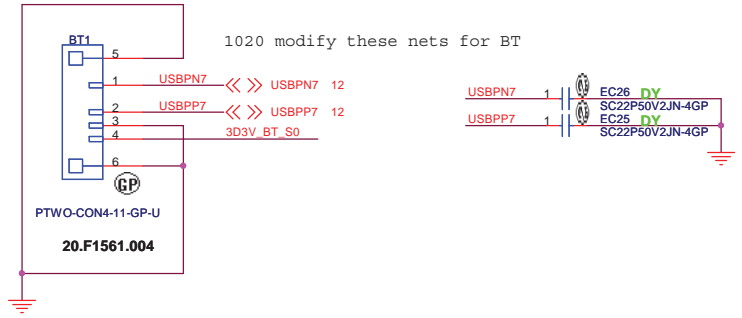 1020 modify these nets for BT
BT1
5
1 USBPN7 USBPN7 12
2 USBPP7 USBPP7 12
3
4 3D3V_BT_S0
6
GP
PTWO-CON4-11-GP-U
20.F1561.004
USBPN7 1 EC26 DY
SC22P50V2JN-4GP
USBPP7 1 EC25 DY
SC22P50V2JN-4GP